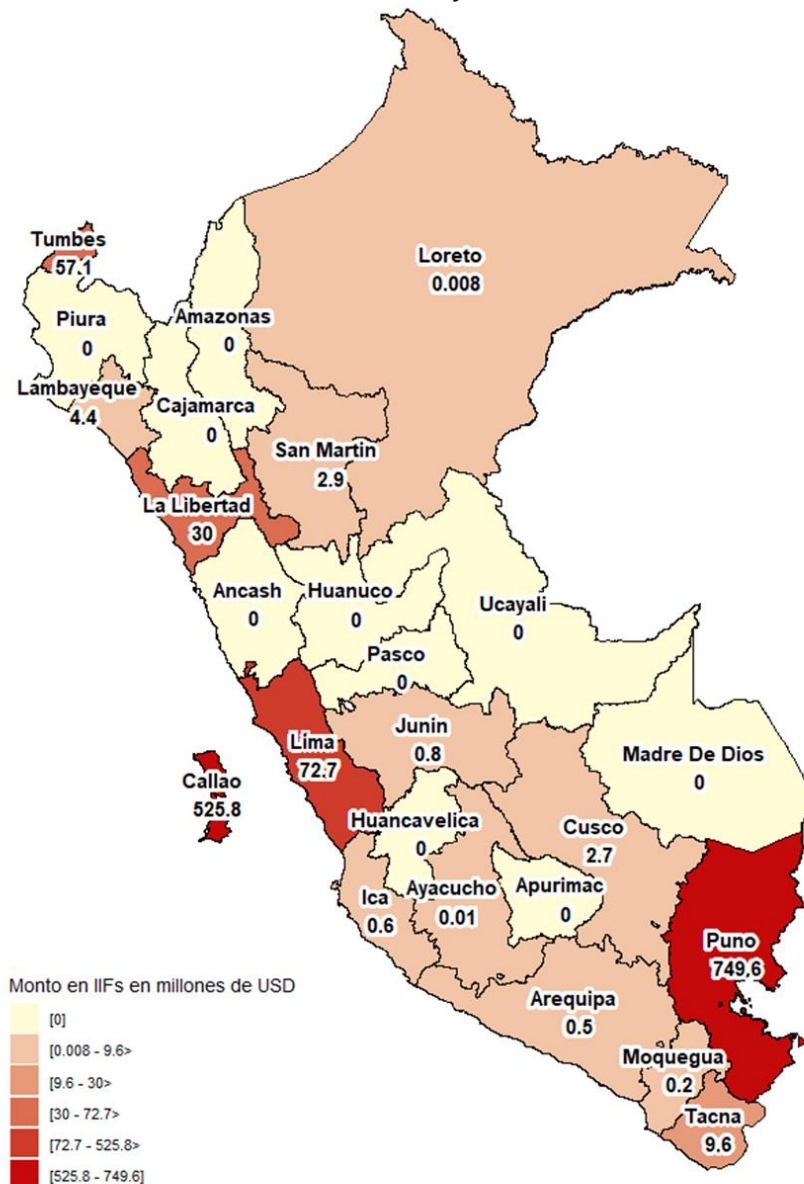 Loreto
0.008
Tumbes
57.1
Piura
0
Amazonas
0
Lambayeque
4.4
Cajamarca
0
San Martin
2.9
La Libertad
30
Ancash
0
Huanuco
0
Ucayali
0
Pasco
0
Lima
72.7
Junin
0.8
Madre De Dios
0
Callao
525.8
Huancavelica
0
Cusco
2.7
Ica
0.6
Ayacucho
0.01
Apurimac
0
Puno
749.6
Arequipa
0.5
Moquegua
0.2
Tacna
9.6
Monto en IIFs en millones de USD
[0]
[0.008 - 9.6>
[9.6 - 30>
[30 - 72.7>
[72.7 - 525.8>
[525.8 - 749.6]